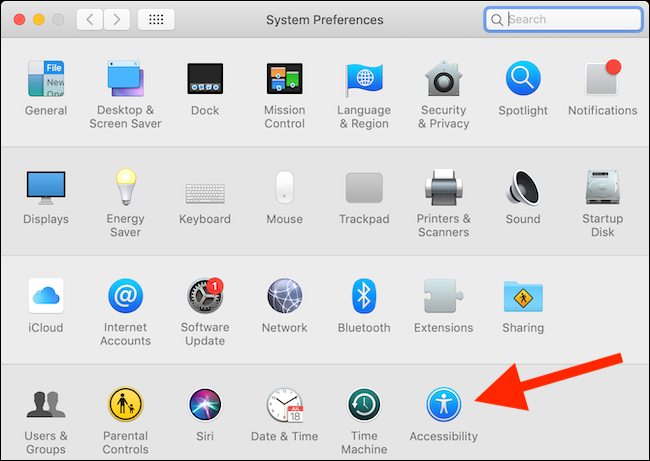 System Preferences
Search
General
Desktop &
Screen Saver
Dock
Mission
Control
Language
& Region
Security
& Privacy
Spotlight
Notifications
File
New
One
Displays
Energy
Saver
Keyboard
Mouse
Trackpad
Printers &
Scanners
Sound
Startup
Disk
iCloud
Internet
Accounts
Software
Update
Network
Bluetooth
Extensions
Sharing
@
1
Users &
Groups
Parental
Controls
Siri
Date & Time
Time
Machine
Accessibility
JUL
18